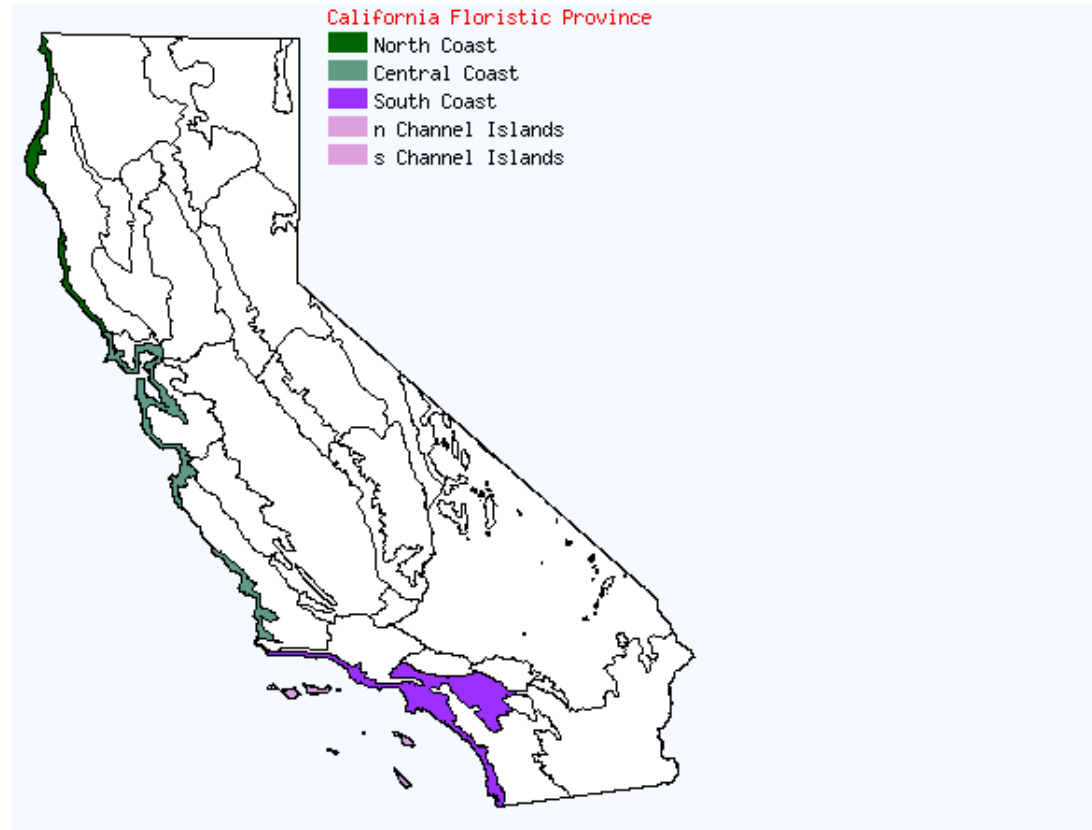 California Floristic Province
North Coast
Central Coast
South Coast
n Channel Islands
s Channel Islands